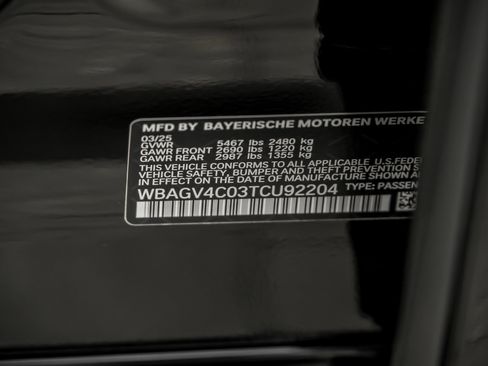 MFD BY BAYERISCHE MOTOREN WERKE
03/25
GVWR 5467 lbs 2480 kg
GAWR FRONT 2690 lbs 1220 kg
GAWR REAR 2987 lbs 1355 kg
THIS VEHICLE CONFORMS TO ALL APPLICABLE U.S.FEDE
VEHICLE SAFETY, BUMPER AND THEFT PREVENTION STA
IN EFFECT ON THE DATE OF MANUFACTURE SHOWN AB
WBAGV4C03TCU92204 TYPE: PASSEN